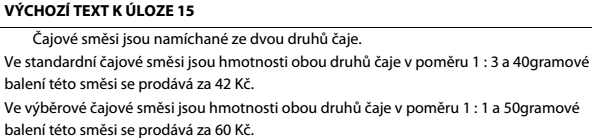 VÝCHOZÍ TEXT K ÚLOZE 15
Čajové směsi jsou namíchané ze dvou druhů čaje.
Ve standardní čajové směsi jsou hmotnosti obou druhů čaje v poměru 1 : 3 a 40gramové
balení této směsi se prodává za 42 Kč.
Ve výběrové čajové směsi jsou hmotnosti obou druhů čaje v poměru 1 : 1 a 50gramové
balení této směsi se prodává za 60 Kč.